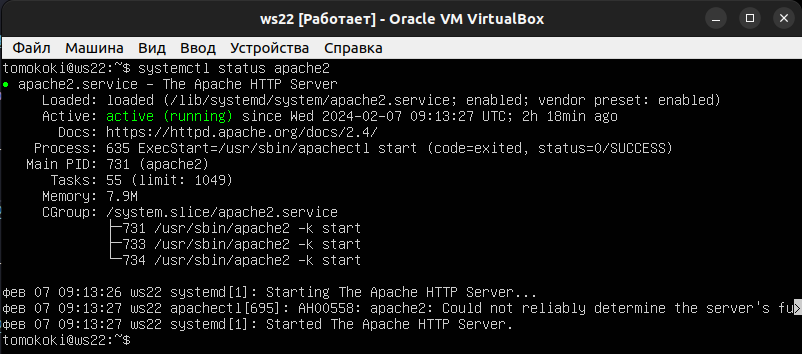 ws22 [Работает] - Oracle VM VirtualBox
Файл Машина Вид Ввод Устройства Справка
tomokoki@ws22:~$ systemctl status apache2
● apache2.service - The Apache HTTP Server
     Loaded: loaded (/lib/systemd/system/apache2.service; enabled; vendor preset: enabled)
     Active: active (running) since Wed 2024-02-07 09:13:27 UTC; 2h 18min ago
       Docs: https://httpd.apache.org/docs/2.4/
    Process: 635 ExecStart=/usr/sbin/apachectl start (code=exited, status=0/SUCCESS)
   Main PID: 731 (apache2)
      Tasks: 55 (limit: 1049)
     Memory: 7.9M
     CGroup: /system.slice/apache2.service
             ├─731 /usr/sbin/apache2 -k start
             ├─733 /usr/sbin/apache2 -k start
             └─734 /usr/sbin/apache2 -k start
фев 07 09:13:26 ws22 systemd[1]: Starting The Apache HTTP Server...
фев 07 09:13:27 ws22 apachectl[695]: AH00558: apache2: Could not reliably determine the server's fu>
фев 07 09:13:27 ws22 systemd[1]: Started The Apache HTTP Server.
tomokoki@ws22:~$